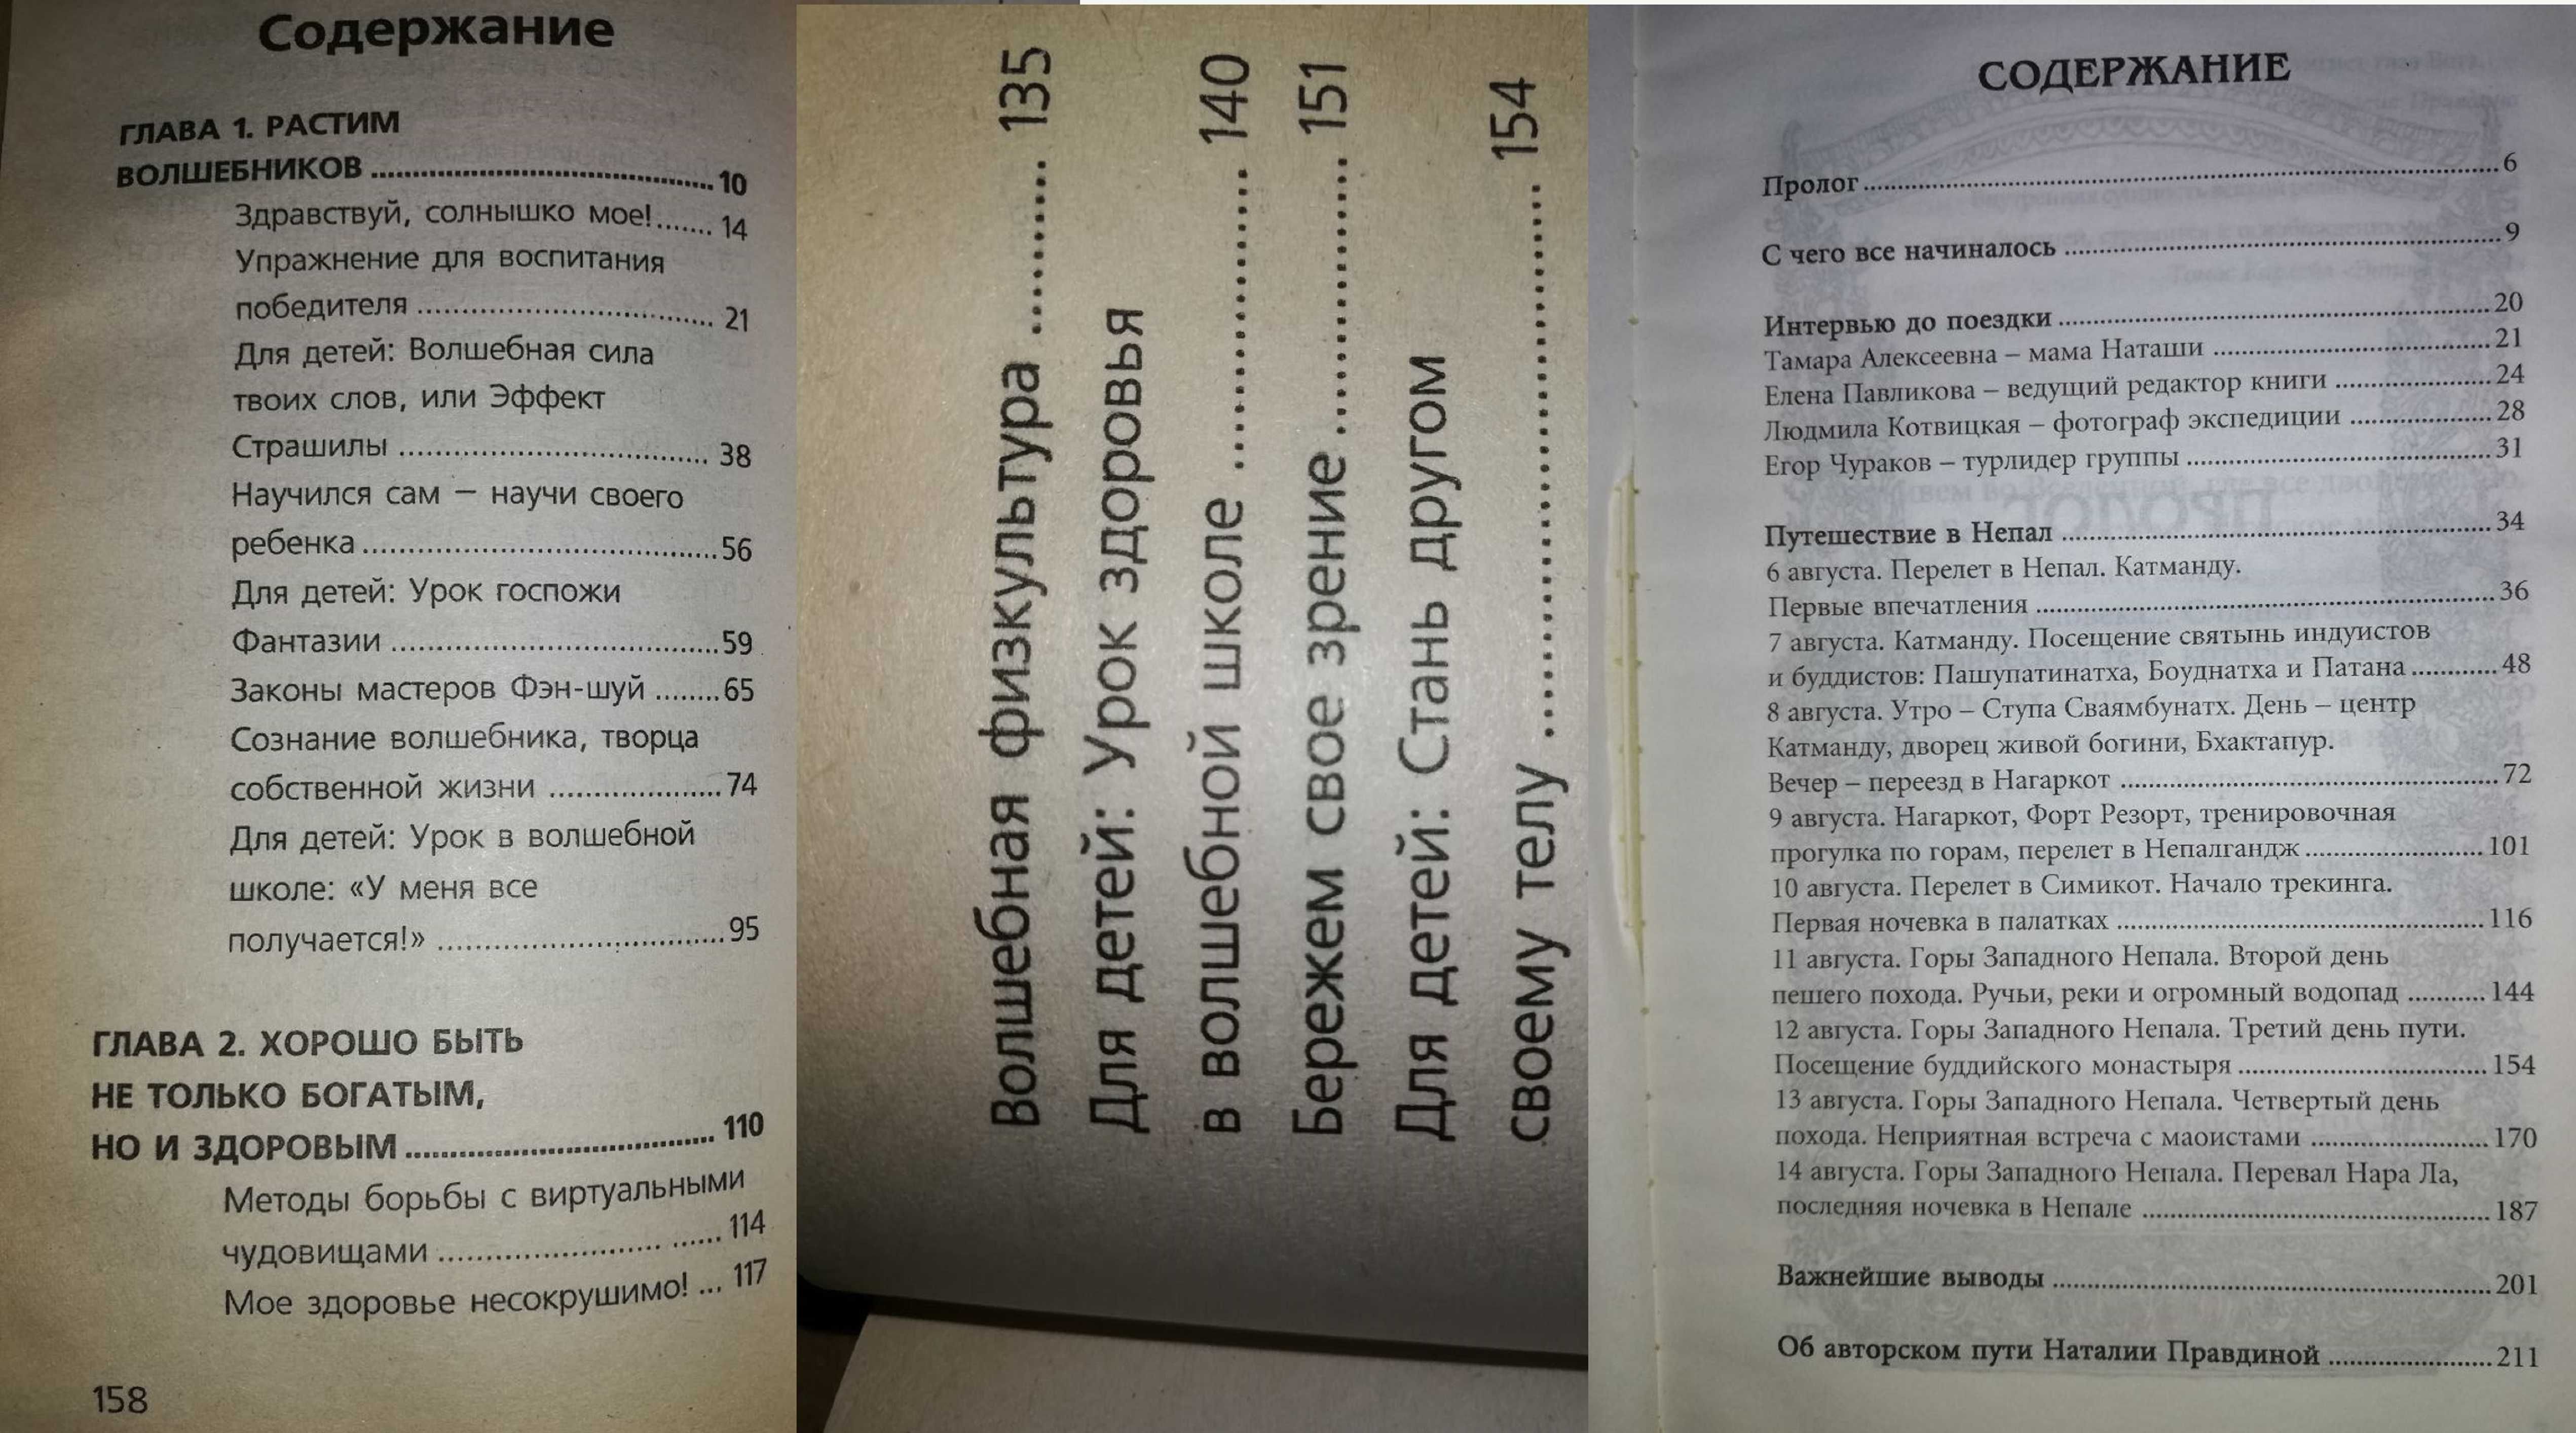 Содержание
ГЛАВА 1. РАСТИМ
ВОЛШЕБНИКОВ ........................................ 10
Здравствуй, солнышко мое!....... 14
Упражнение для воспитания
победителя ................................. 21
Для детей: Волшебная сила
твоих слов, или Эффект
Страшилы .................................. 38
Научился сам – научи своего
ребенка ....................................... 56
Для детей: Урок госпожи
Фантазии .................................... 59
Законы мастеров Фэн-шуй ........ 65
Сознание волшебника, творца
собственной жизни ................... 74
Для детей: Урок в волшебной
школе: «У меня все
получается!» ............................... 95
ГЛАВА 2. ХОРОШО БЫТЬ
НЕ ТОЛЬКО БОГАТЫМ,
НО И ЗДОРОВЫМ .................................... 110
Методы борьбы с виртуальными
чудовищами ............................... 114
Мое здоровье несокрушимо! ... 117
158
Волшебная физкультура ........... 135
Для детей: Урок здоровья
в волшебной школе ................... 140
Бережем свое зрение ................. 151
Для детей: Стань другом
своему телу ................................. 154
СОДЕРЖАНИЕ
Пролог ........................................ 6
С чего все начиналось ........................................ 9
Интервью до поездки ........................................ 20
Тамара Алексеевна – мама Наташи ........................................ 21
Елена Павликова – ведущий редактор книги ...................... 24
Людмила Котвицкая – фотограф экспедиции .................... 28
Егор Чураков – турлидер группы ........................................ 31
Путешествие в Непал ........................................ 34
6 августа. Перелет в Непал. Катманду.
Первые впечатления ........................................ 36
7 августа. Катманду. Посещение святынь индуистов
и буддистов: Пашупатинатха, Боуднатха и Патана ............ 48
8 августа. Утро – Ступа Сваямбунатх. День – центр
Катманду, дворец живой богини, Бхактапур.
Вечер – переезд в Нагаркот ........................................ 72
9 августа. Нагаркот, Форт Резорт, тренировочная
прогулка по горам, перелет в Непалгандж ......................... 101
10 августа. Перелет в Симикот. Начало трекинга.
Первая ночевка в палатках ........................................ 116
11 августа. Горы Западного Непала. Второй день
пешего похода. Ручьи, реки и огромный водопад ........... 144
12 августа. Горы Западного Непала. Третий день пути.
Посещение буддийского монастыря .................................. 154
13 августа. Горы Западного Непала. Четвертый день
похода. Неприятная встреча с маоистами ......................... 170
14 августа. Горы Западного Непала. Перевал Нара Ла,
последняя ночевка в Непале ........................................ 187
Важнейшие выводы ........................................ 201
Об авторском пути Наталии Правдиной ....................... 211